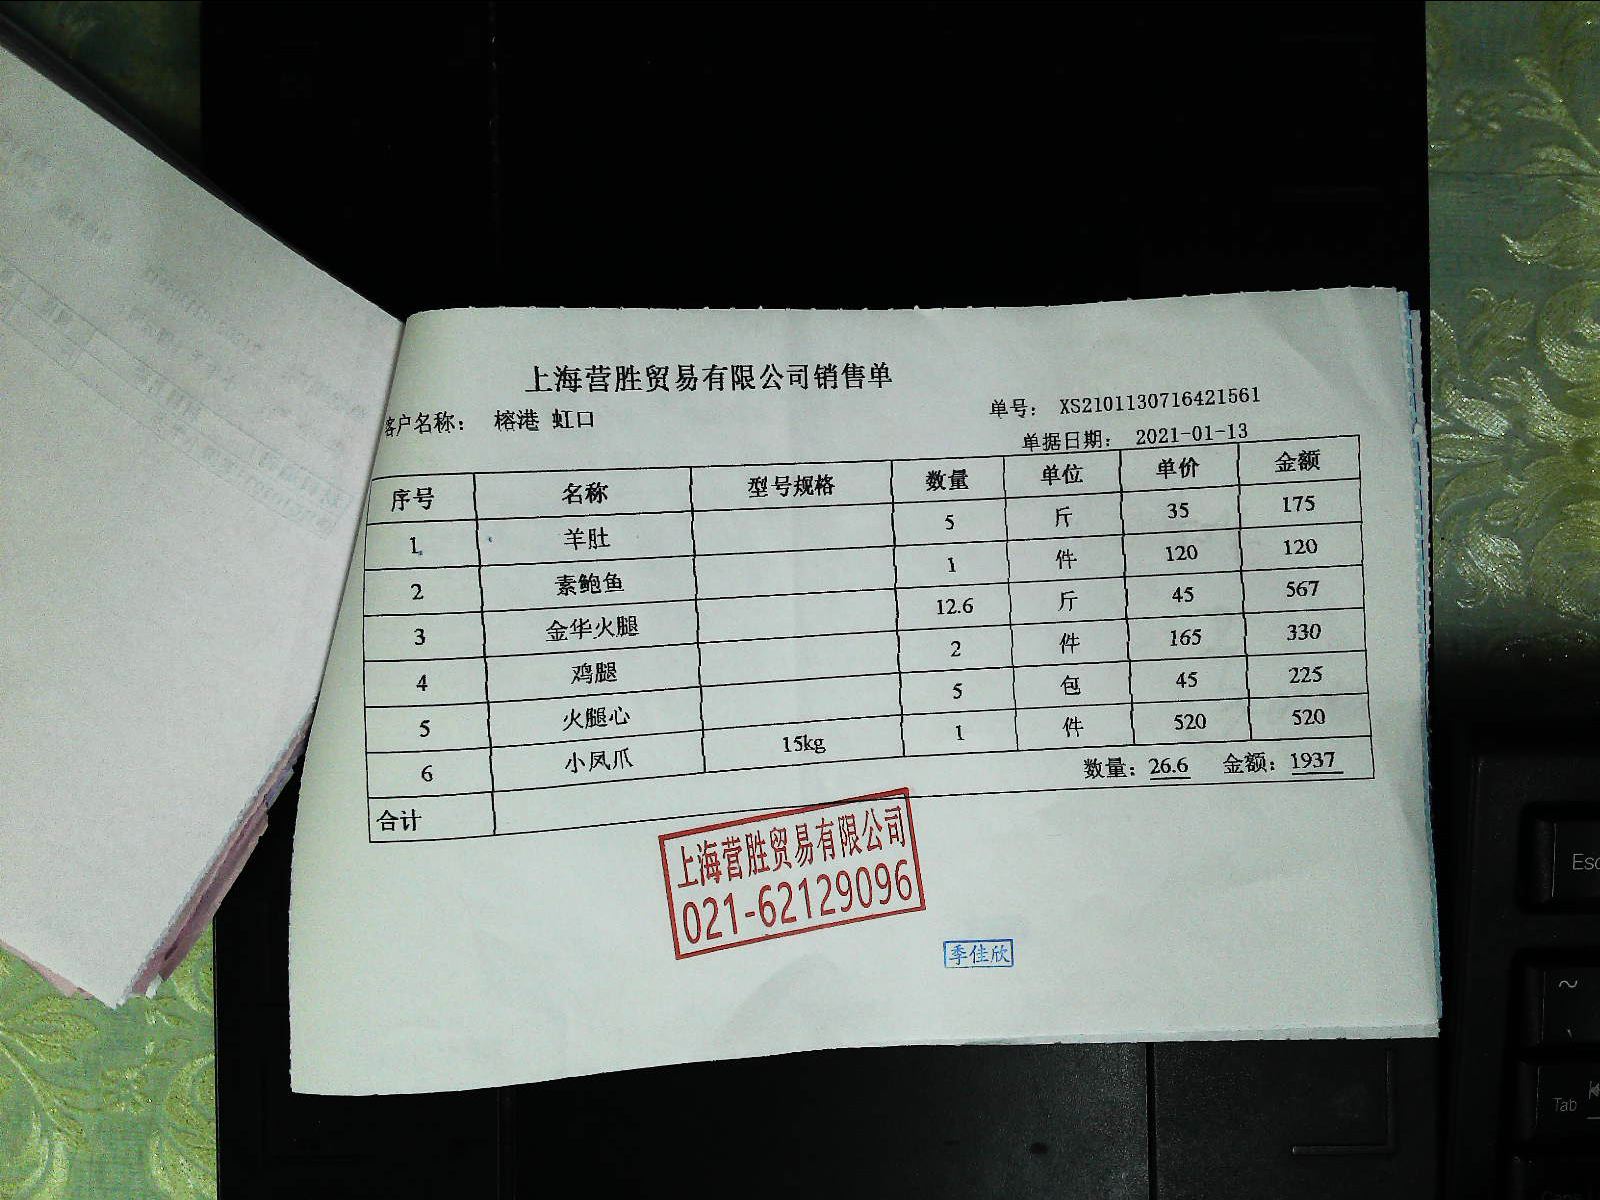 上海营胜贸易有限公司销售单
客户名称： 榕港 虹口 单号： XS2101130716421561
单据日期： 2021-01-13
序号 名称 型号规格 数量 单位 单价 金额
1 羊肚 5 斤 35 175
2 素鲍鱼 1 件 120 120
3 金华火腿 12.6 斤 45 567
4 鸡腿 2 件 165 330
5 火腿心 5 包 45 225
6 小凤爪 15kg 1 件 520 520
合计 数量：26.6 金额：1937
上海营胜贸易有限公司
021-62129096
季佳欣
Esc
~
Tab